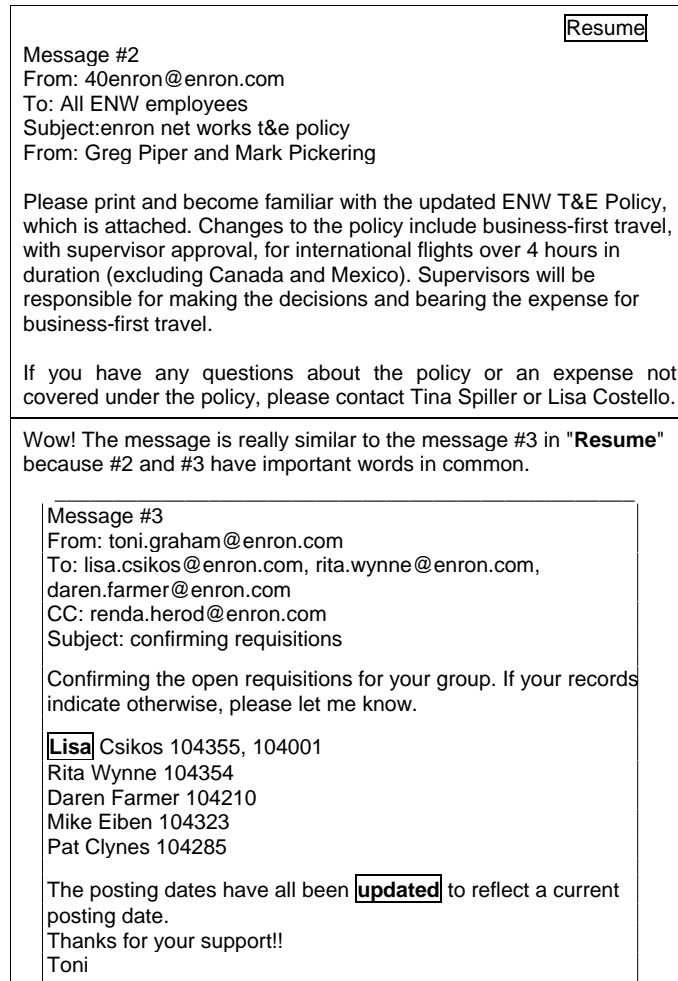 Resume
Message #2
From: 40enron@enron.com
To: All ENW employees
Subject:enron net works t&e policy
From: Greg Piper and Mark Pickering
Please print and become familiar with the updated ENW T&E Policy,
which is attached. Changes to the policy include business-first travel,
with supervisor approval, for international flights over 4 hours in
duration (excluding Canada and Mexico). Supervisors will be
responsible for making the decisions and bearing the expense for
business-first travel.
If you have any questions about the policy or an expense not
covered under the policy, please contact Tina Spiller or Lisa Costello.
Wow! The message is really similar to the message #3 in "Resume"
because #2 and #3 have important words in common.
Message #3
From: toni.graham@enron.com
To: lisa.csikos@enron.com, rita.wynne@enron.com,
daren.farmer@enron.com
CC: renda.herod@enron.com
Subject: confirming requisitions
Confirming the open requisitions for your group. If your records
indicate otherwise, please let me know.
Lisa Csikos 104355, 104001
Rita Wynne 104354
Daren Farmer 104210
Mike Eiben 104323
Pat Clynes 104285
The posting dates have all been updated to reflect a current
posting date.
Thanks for your support!!
Toni